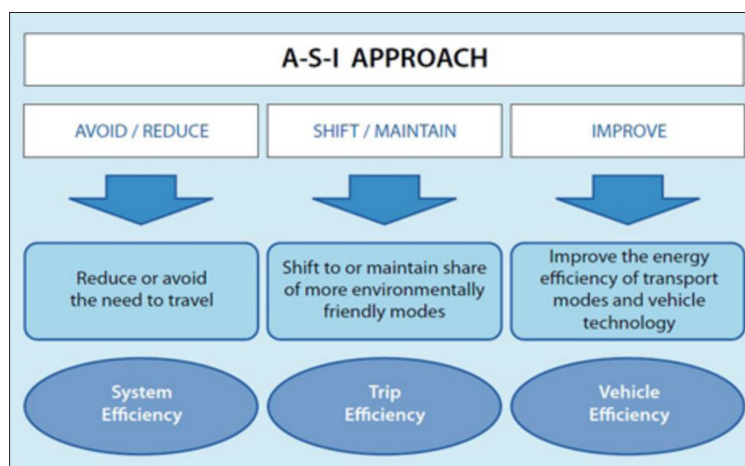 A-S-I APPROACH
AVOID / REDUCE
SHIFT / MAINTAIN
IMPROVE
Reduce or avoid
the need to travel
Shift to or maintain share
of more environmentally
friendly modes
Improve the energy
efficiency of transport
modes and vehicle
technology
System
Efficiency
Trip
Efficiency
Vehicle
Efficiency